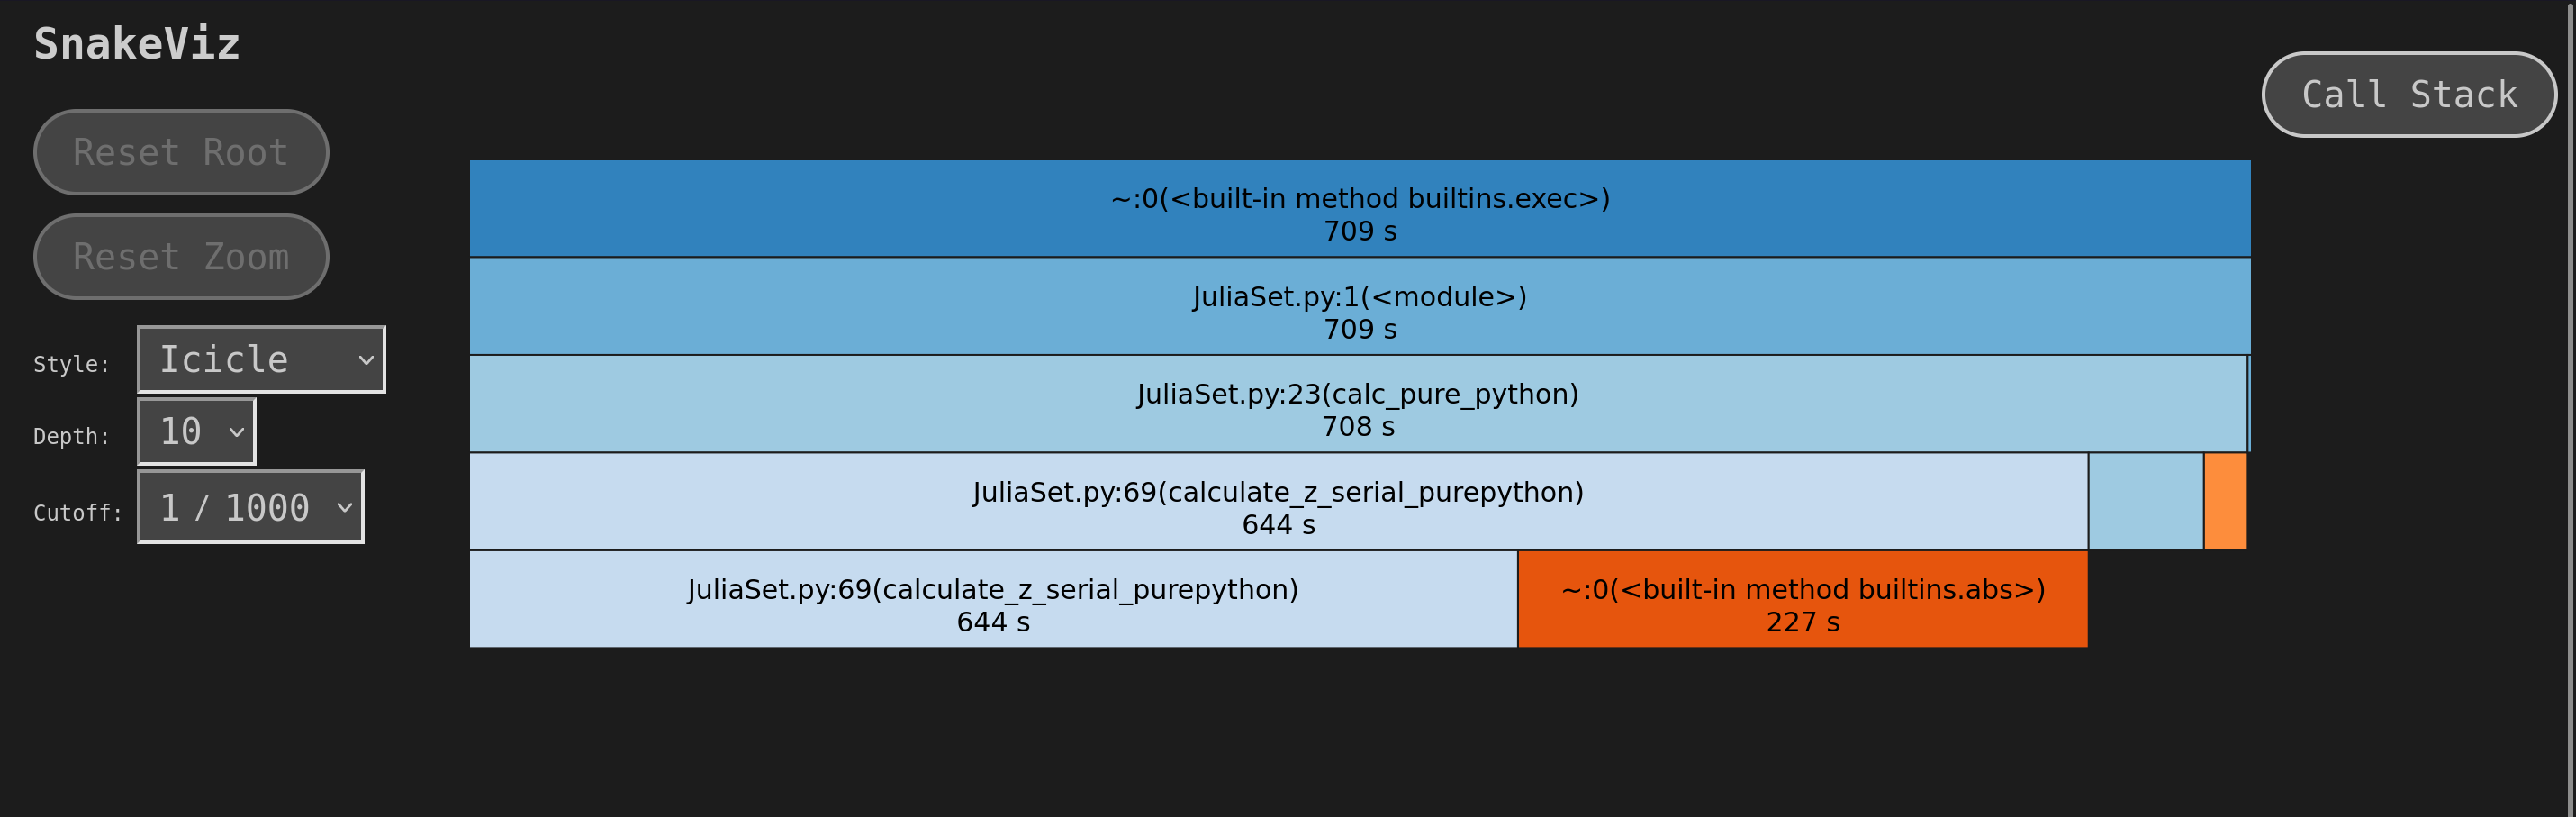 SnakeViz
Call Stack
Reset Root
Reset Zoom
Style: Icicle
Depth: 10
Cutoff: 1 / 1000
~:0(<built-in method builtins.exec>)
709 s
JuliaSet.py:1(<module>)
709 s
JuliaSet.py:23(calc_pure_python)
708 s
JuliaSet.py:69(calculate_z_serial_purepython)
644 s
JuliaSet.py:69(calculate_z_serial_purepython)
644 s
~:0(<built-in method builtins.abs>)
227 s